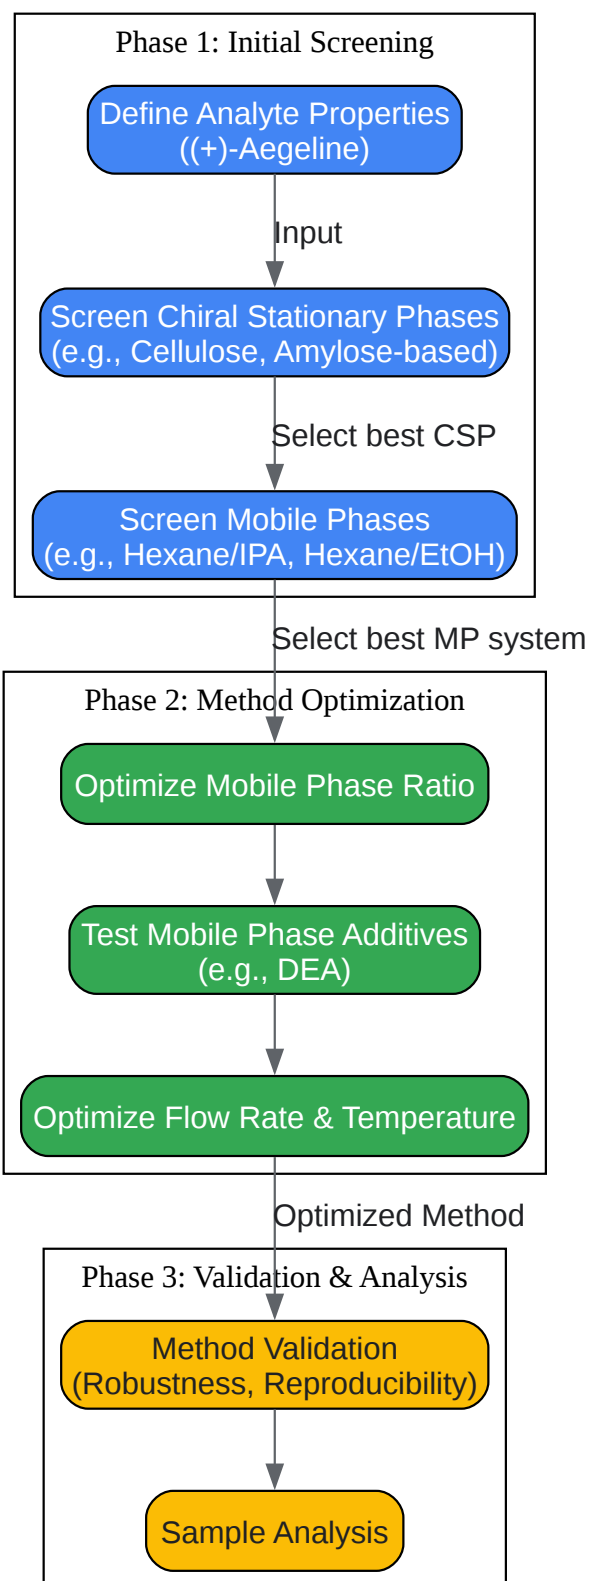 Phase 1: Initial Screening
Define Analyte Properties
((+)-Aegeline)
Input
Screen Chiral Stationary Phases
(e.g., Cellulose, Amylose-based)
Select best CSP
Screen Mobile Phases
(e.g., Hexane/IPA, Hexane/EtOH)
Select best MP system
Phase 2: Method Optimization
Optimize Mobile Phase Ratio
Test Mobile Phase Additives
(e.g., DEA)
Optimize Flow Rate & Temperature
Optimized Method
Phase 3: Validation & Analysis
Method Validation
(Robustness, Reproducibility)
Sample Analysis